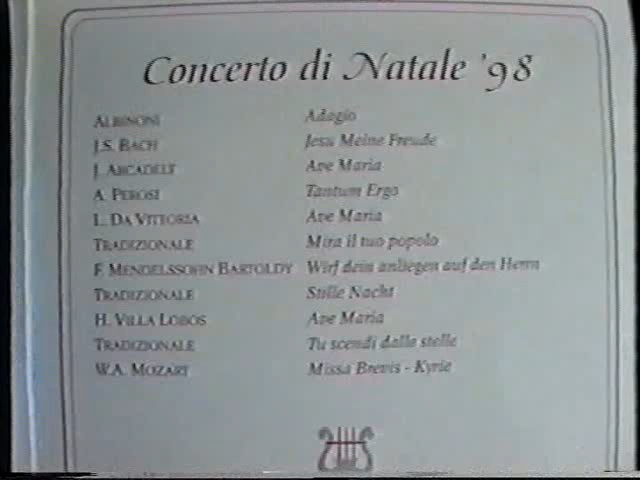 Concerto di Natale '98
ALBINONI Adagio
J.S. BACH Jesu Meine Freude
J. ARCADELT Ave Maria
A. PEROSI Tantum Ergo
L. DA VITTORIA Ave Maria
TRADIZIONALE Mira il tuo popolo
F. MENDELSSOHN BARTOLDY Wirf dein anliegen auf den Herrn
TRADIZIONALE Stille Nacht
H. VILLA LOBOS Ave Maria
TRADIZIONALE Tu scendi dalle stelle
W.A. MOZART Missa Brevis - Kyrie